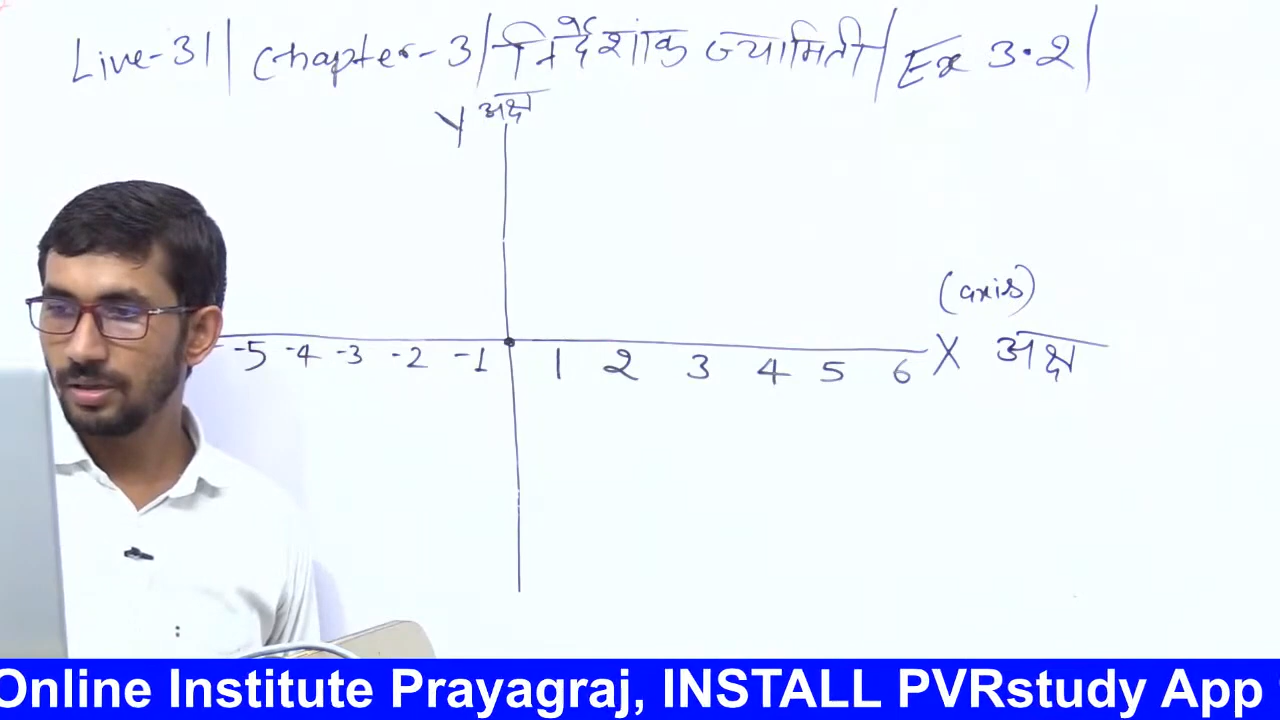 Live-31| Chapter-3| निर्देशांक ज्यामिती| Ex 3.2|
Y अक्ष
(axis)
-5 -4 -3 -2 -1 1 2 3 4 5 6 X अक्ष
Online Institute Prayagraj, INSTALL PVRstudy App